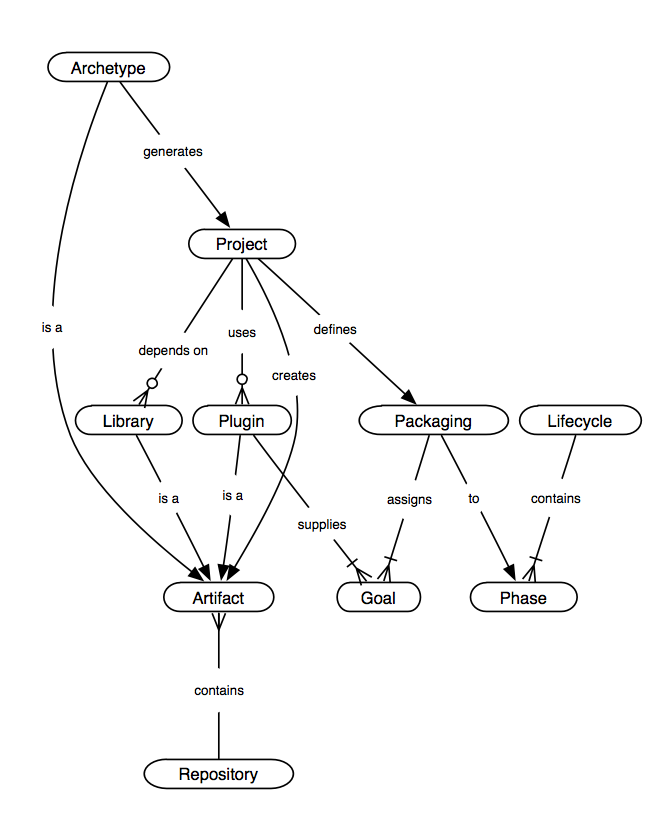 Archetype
generates
Project
is a
uses
defines
depends on
creates
Library
Plugin
Packaging
Lifecycle
is a
is a
assigns
to
contains
supplies
Artifact
Goal
Phase
contains
Repository